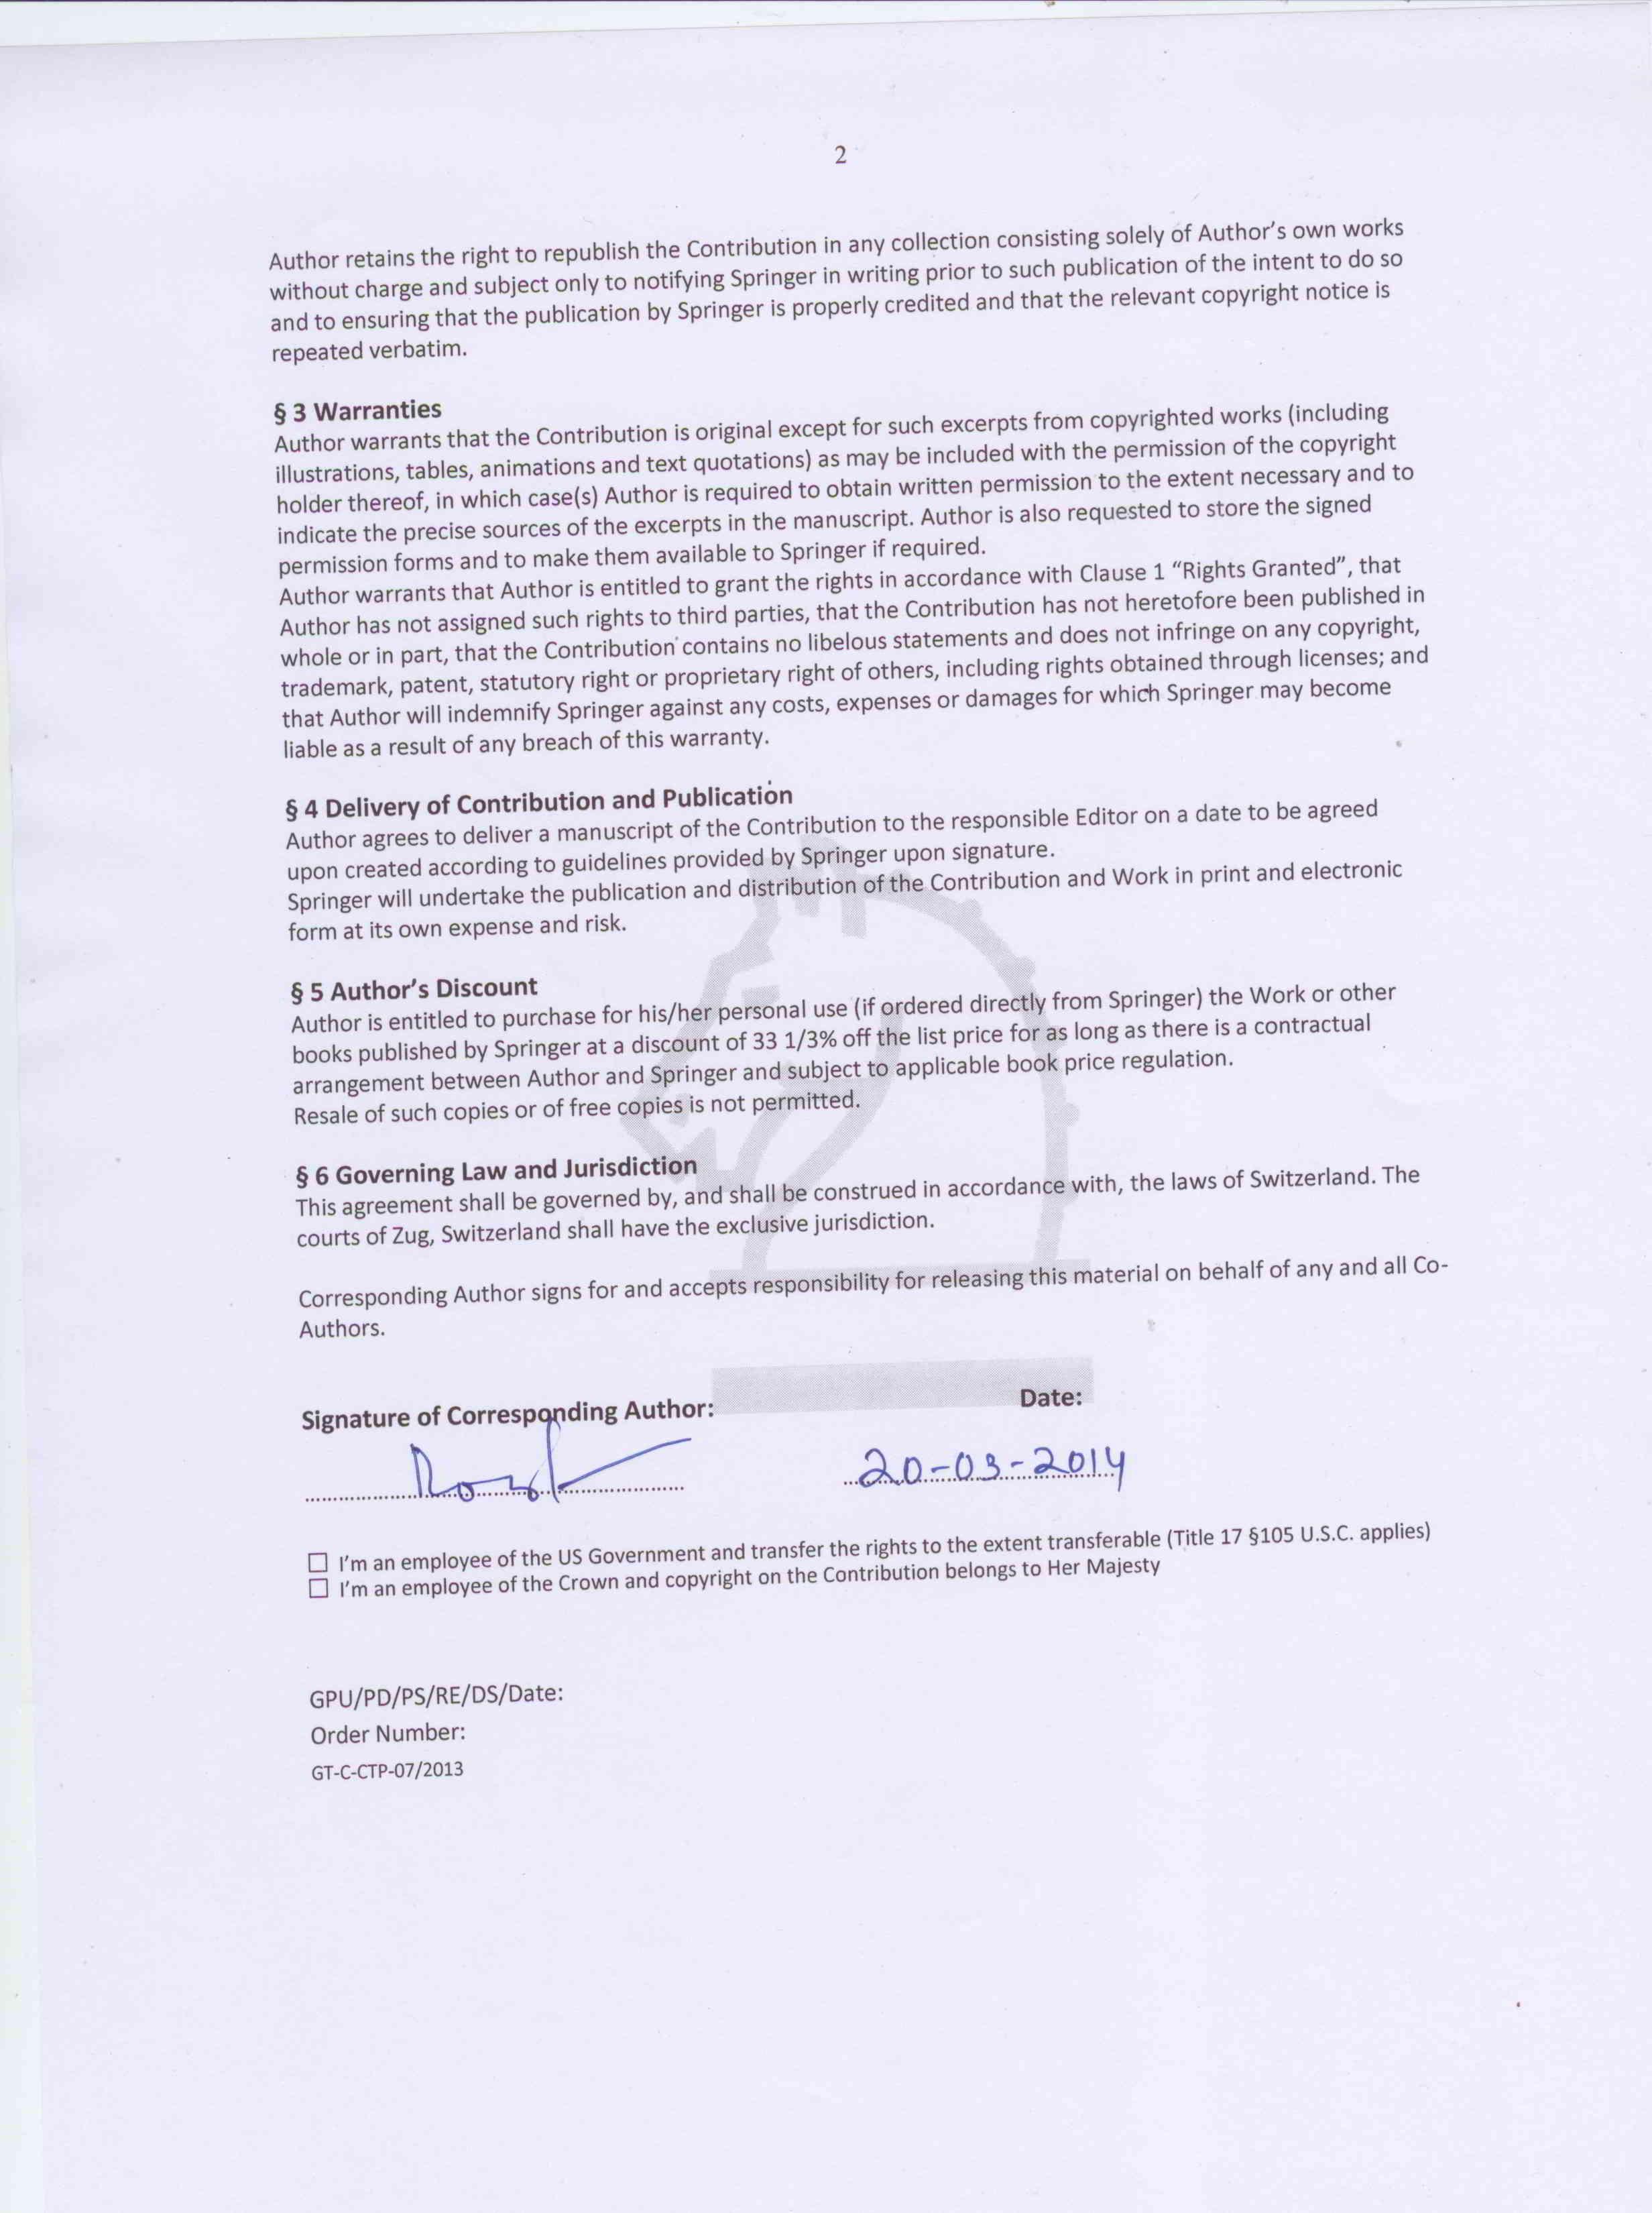 2
Author retains the right to republish the Contribution in any collection consisting solely of Author's own works
without charge and subject only to notifying Springer in writing prior to such publication of the intent to do so
and to ensuring that the publication by Springer is properly credited and that the relevant copyright notice is
repeated verbatim.
§ 3 Warranties
Author warrants that the Contribution is original except for such excerpts from copyrighted works (including
illustrations, tables, animations and text quotations) as may be included with the permission of the copyright
holder thereof, in which case(s) Author is required to obtain written permission to the extent necessary and to
indicate the precise sources of the excerpts in the manuscript. Author is also requested to store the signed
permission forms and to make them available to Springer if required.
Author warrants that Author is entitled to grant the rights in accordance with Clause 1 “Rights Granted”, that
Author has not assigned such rights to third parties, that the Contribution has not heretofore been published in
whole or in part, that the Contribution contains no libelous statements and does not infringe on any copyright,
trademark, patent, statutory right or proprietary right of others, including rights obtained through licenses; and
that Author will indemnify Springer against any costs, expenses or damages for which Springer may become
liable as a result of any breach of this warranty.
§ 4 Delivery of Contribution and Publication
Author agrees to deliver a manuscript of the Contribution to the responsible Editor on a date to be agreed
upon created according to guidelines provided by Springer upon signature.
Springer will undertake the publication and distribution of the Contribution and Work in print and electronic
form at its own expense and risk.
§ 5 Author's Discount
Author is entitled to purchase for his/her personal use (if ordered directly from Springer) the Work or other
books published by Springer at a discount of 33 1/3% off the list price for as long as there is a contractual
arrangement between Author and Springer and subject to applicable book price regulation.
Resale of such copies or of free copies is not permitted.
§ 6 Governing Law and Jurisdiction
This agreement shall be governed by, and shall be construed in accordance with, the laws of Switzerland. The
courts of Zug, Switzerland shall have the exclusive jurisdiction.
Corresponding Author signs for and accepts responsibility for releasing this material on behalf of any and all Co-
Authors.
Signature of Corresponding Author: Date:
20-03-2014
I'm an employee of the US Government and transfer the rights to the extent transferable (Title 17 §105 U.S.C. applies)
I'm an employee of the Crown and copyright on the Contribution belongs to Her Majesty
GPU/PD/PS/RE/DS/Date:
Order Number:
GT-C-CTP-07/2013